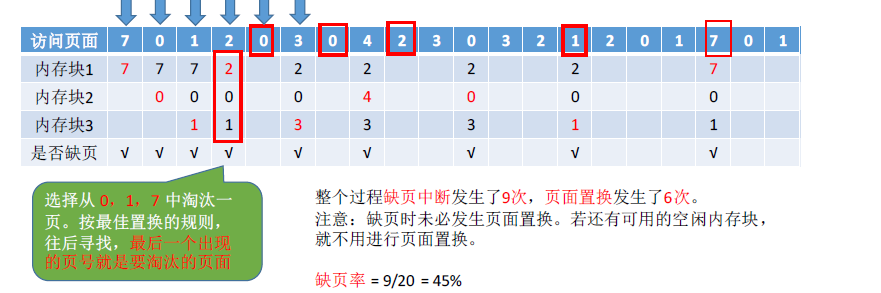 访问页面 7 0 1 2 0 3 0 4 2 3 0 3 2 1 2 0 1 7 0 1
内存块1 7 7 7 2 2 2 2 2 7
内存块2 0 0 0 0 4 0 0 0
内存块3 1 1 3 3 3 1 1
是否缺页 √ √ √ √ √ √ √ √ √
选择从 0，1，7 中淘汰一
页。按最佳置换的规则，
往后寻找，最后一个出现
的页号就是要淘汰的页面
整个过程缺页中断发生了9次，页面置换发生了6次。
注意：缺页时未必发生页面置换。若还有可用的空闲内存块，
就不用进行页面置换。
缺页率 = 9/20 = 45%